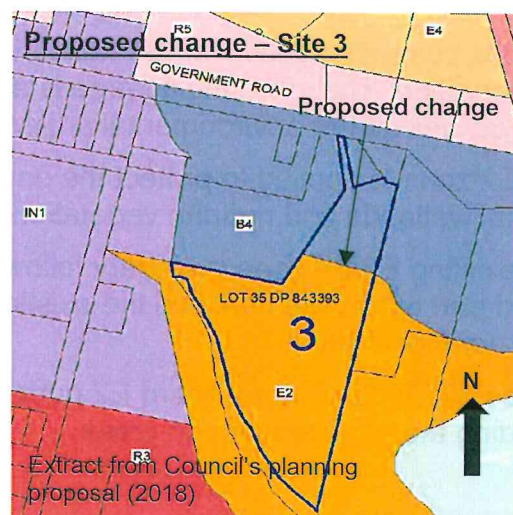 Proposed change – Site 3
R5
E4
GOVERNMENT ROAD
Proposed change
IN1
B4
LOT 35 DP 843393
3
E2
N
R3
Extract from Council's planning
proposal (2018)